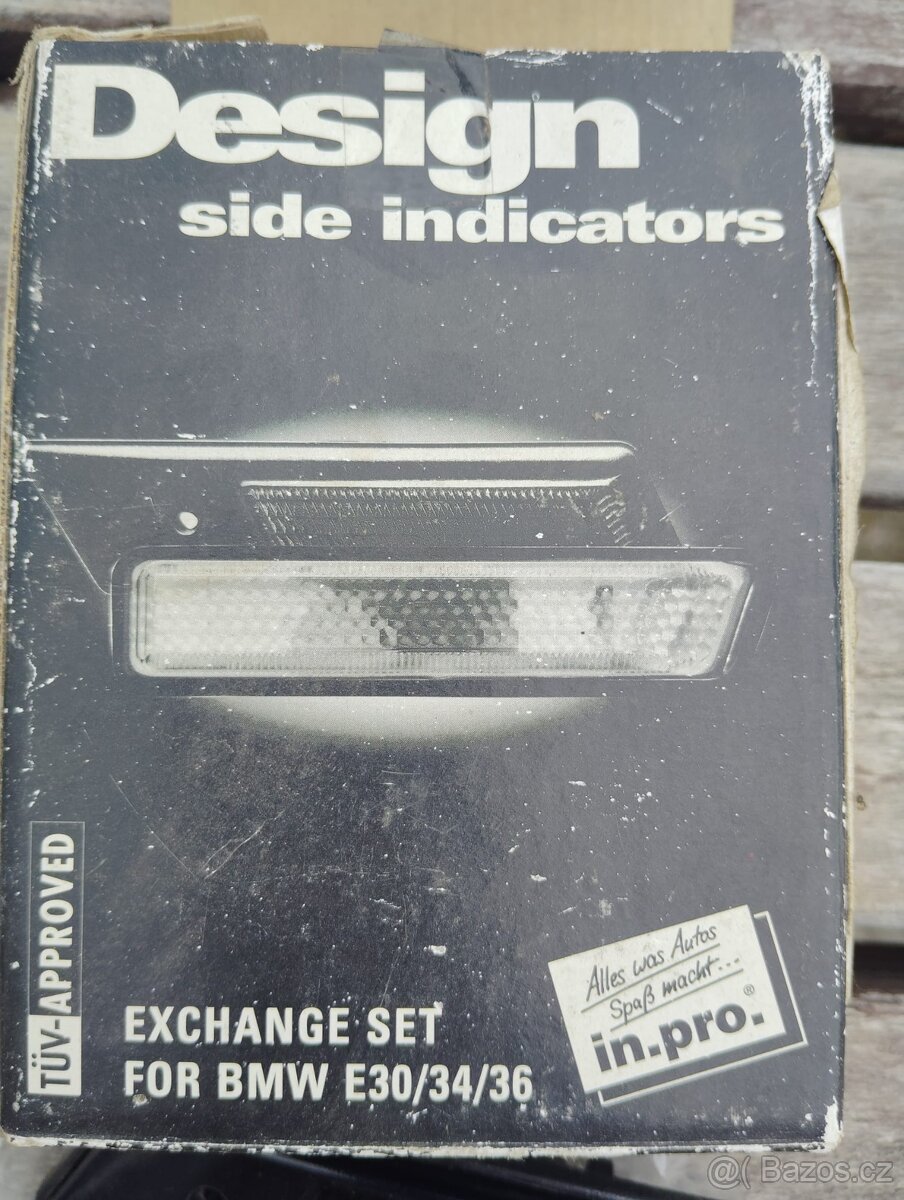 Design
side indicators
TÜV-APPROVED
EXCHANGE SET
FOR BMW E30/34/36
Alles was Autos
Spaß macht...
in.pro.®
@( Bazoš.cz